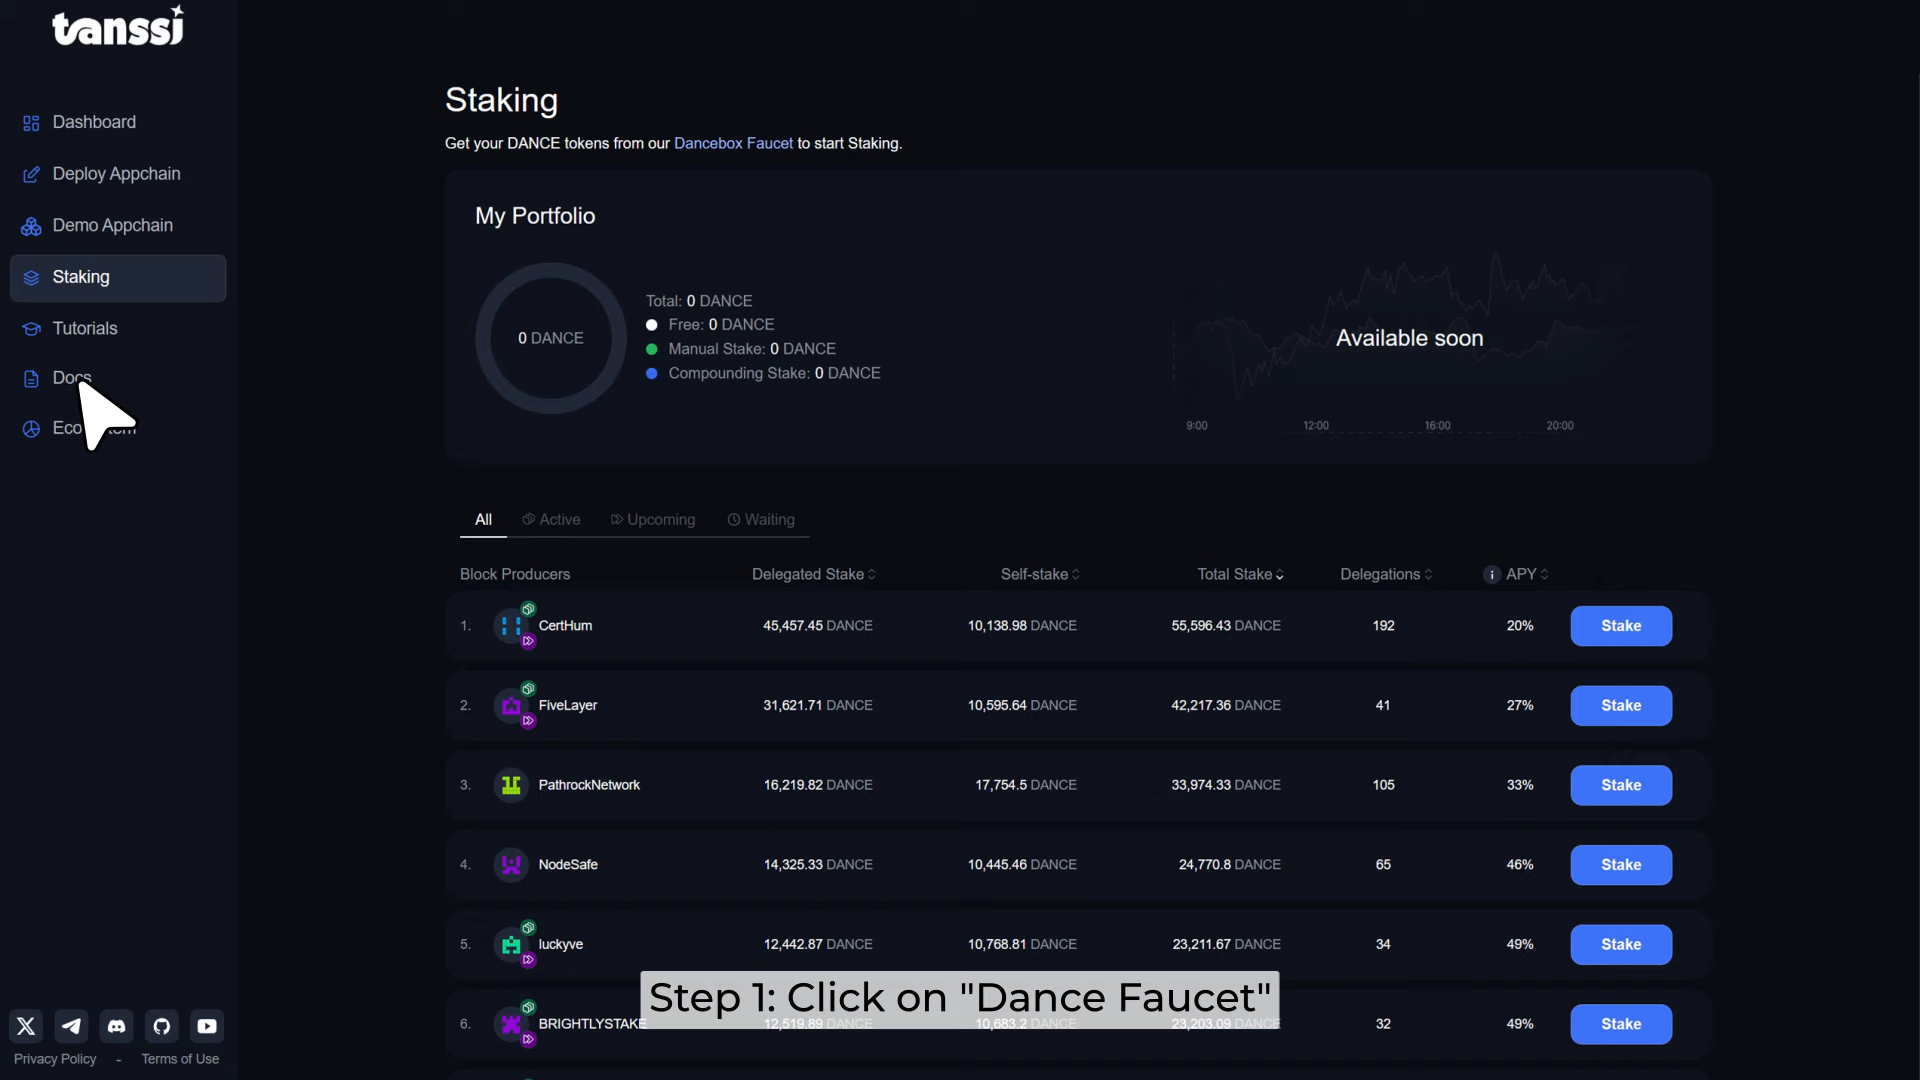 tanssi
Dashboard
Deploy Appchain
Demo Appchain
Staking
Tutorials
Docs
Privacy Policy - Terms of Use
Staking
Get your DANCE tokens from our Dancebox Faucet to start Staking.
My Portfolio
0 DANCE
Total: 0 DANCE
Free: 0 DANCE
Manual Stake: 0 DANCE
Compounding Stake: 0 DANCE
Available soon
9:00 12:00 16:00 20:00
All Active Upcoming Waiting
Block Producers Delegated Stake Self-stake Total Stake Delegations i APY
1. CertHum 45,457.45 DANCE 10,138.98 DANCE 55,596.43 DANCE 192 20% Stake
2. FiveLayer 31,621.71 DANCE 10,595.64 DANCE 42,217.36 DANCE 41 27% Stake
3. PathrockNetwork 16,219.82 DANCE 17,754.5 DANCE 33,974.33 DANCE 105 33% Stake
4. NodeSafe 14,325.33 DANCE 10,445.46 DANCE 24,770.8 DANCE 65 46% Stake
5. luckyve 12,442.87 DANCE 10,768.81 DANCE 23,211.67 DANCE 34 49% Stake
6. BRIGHTLYSTAKE 12,519.89 DANCE 10,683.2 DANCE 23,203.09 DANCE 32 49% Stake
Step 1: Click on "Dance Faucet"